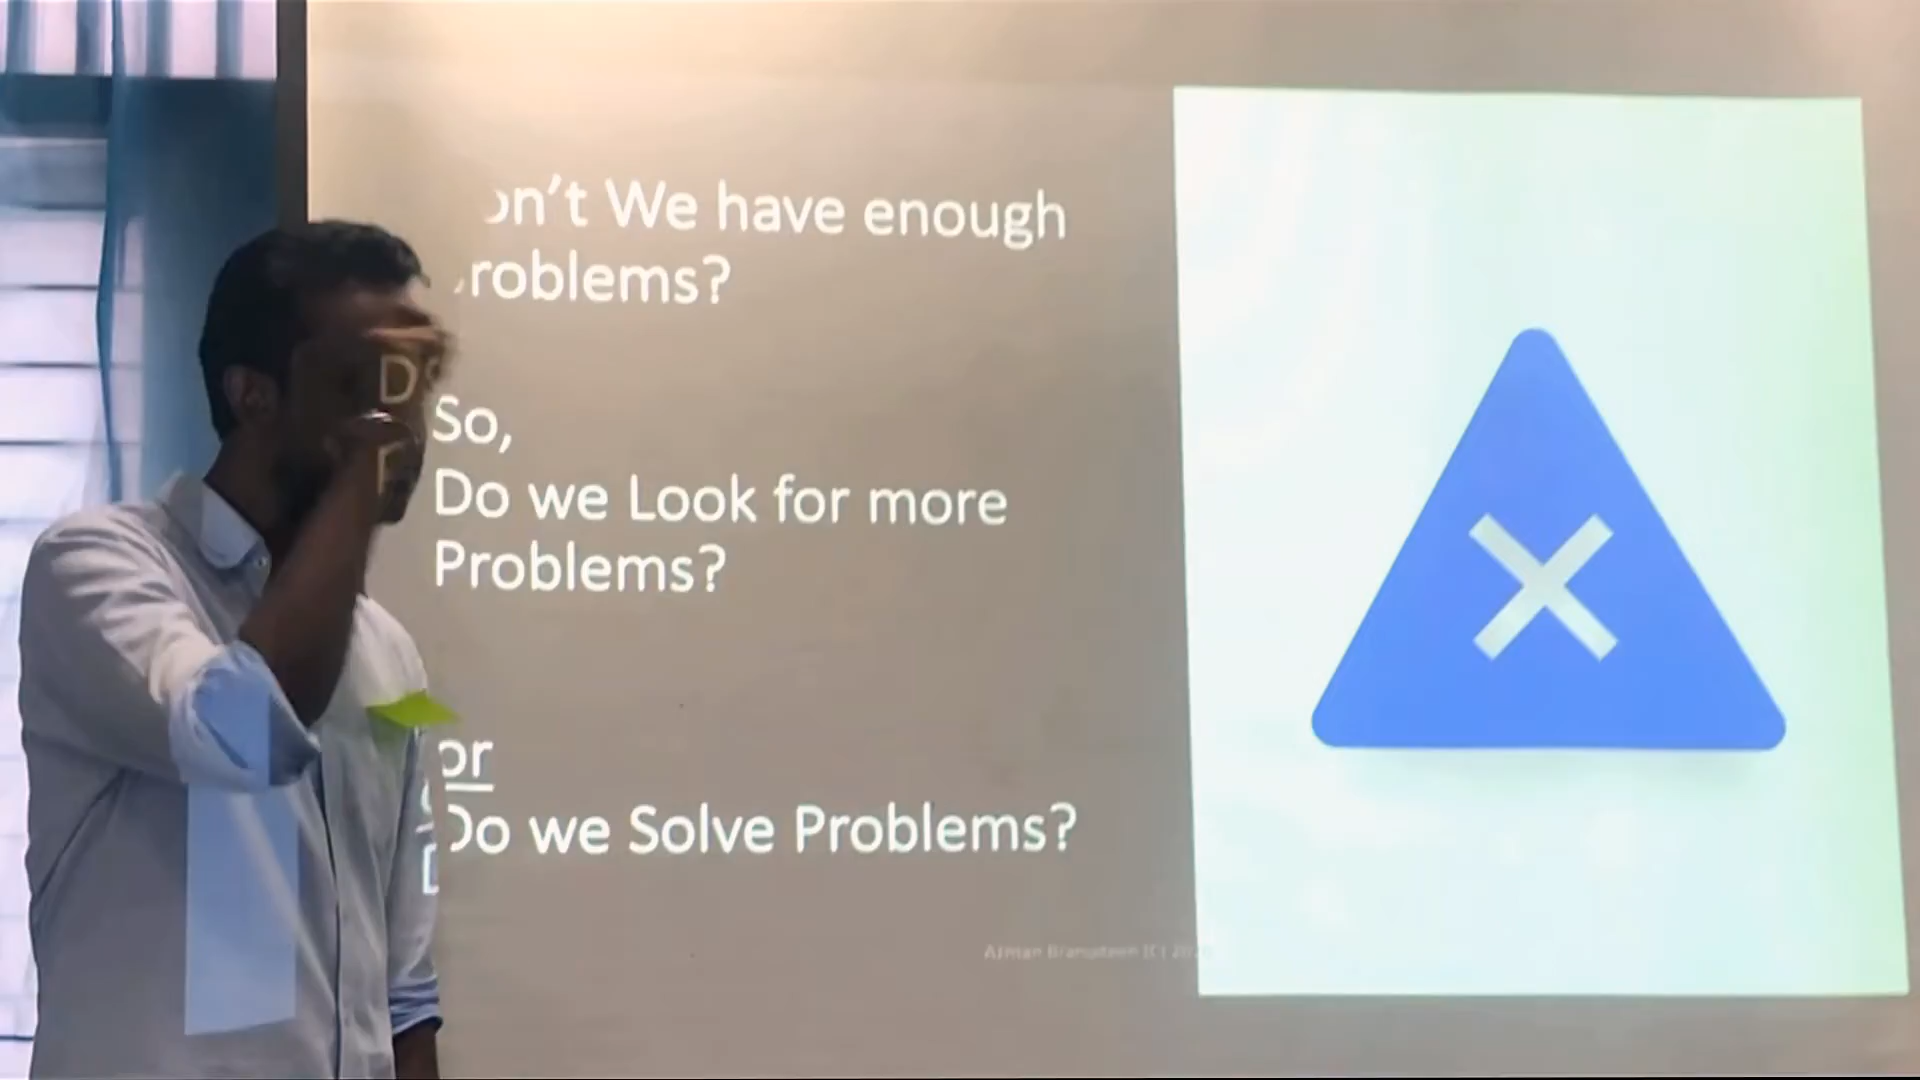 on't We have enough
roblems?
So,
Do we Look for more
Problems?
or
Do we Solve Problems?